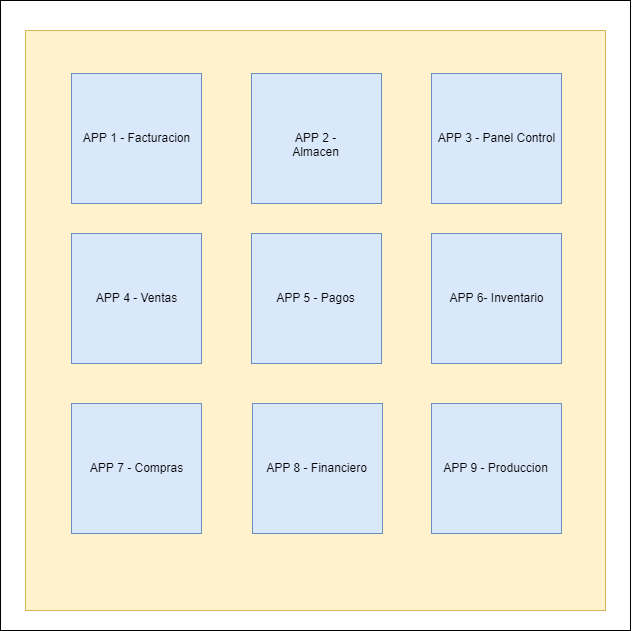 APP 1 - Facturacion
APP 2 -
Almacen
APP 3 - Panel Control
APP 4 - Ventas
APP 5 - Pagos
APP 6- Inventario
APP 7 - Compras
APP 8 - Financiero
APP 9 - Produccion